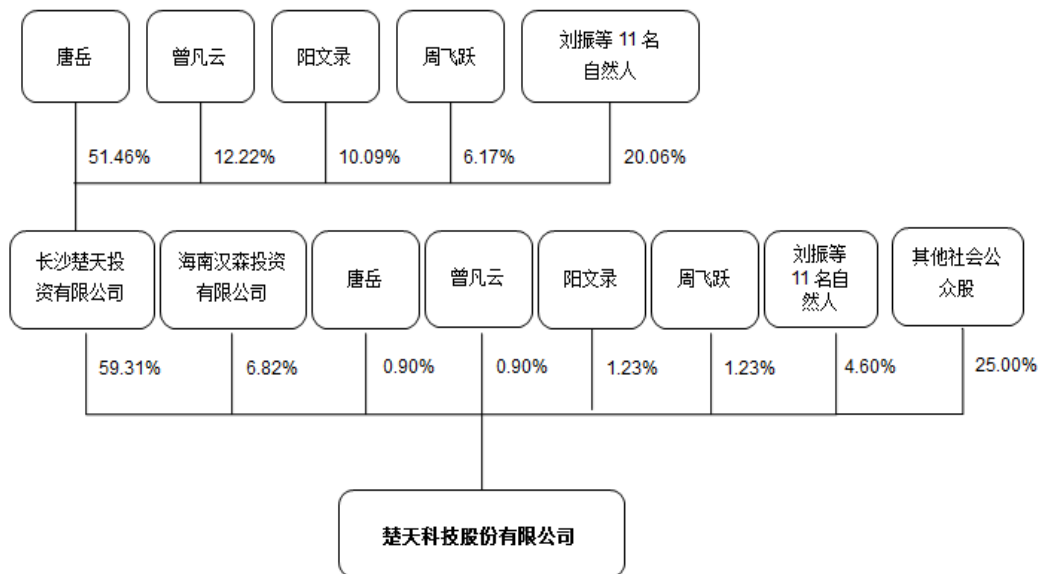 唐岳
曾凡云
阳文录
周飞跃
刘振等 11 名
自然人
51.46%
12.22%
10.09%
6.17%
20.06%
长沙楚天投
资有限公司
海南汉森投资
有限公司
唐岳
曾凡云
阳文录
周飞跃
刘振等
11 名自
然人
其他社会公
众股
59.31%
6.82%
0.90%
0.90%
1.23%
1.23%
4.60%
25.00%
楚天科技股份有限公司